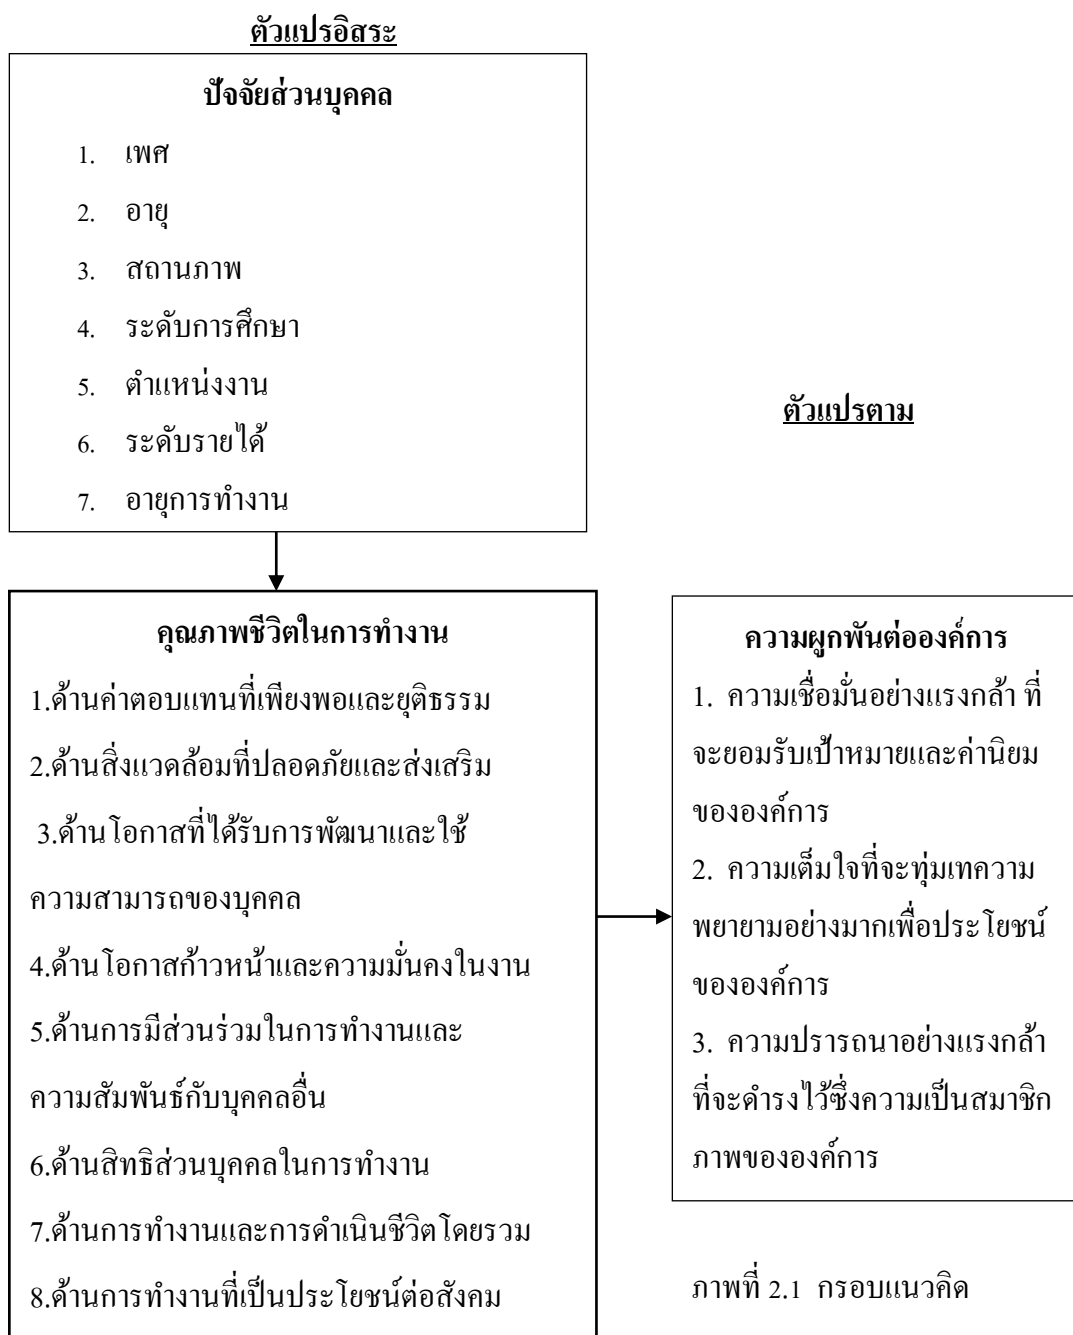 ตัวแปรอิสระ
ปัจจัยส่วนบุคคล
1. เพศ
2. อายุ
3. สถานภาพ
4. ระดับการศึกษา
5. ตำแหน่งงาน
6. ระดับรายได้
7. อายุการทำงาน
ตัวแปรตาม
คุณภาพชีวิตในการทำงาน
1.ด้านค่าตอบแทนที่เพียงพอและยุติธรรม
2.ด้านสิ่งแวดล้อมที่ปลอดภัยและส่งเสริม
3.ด้านโอกาสที่ได้รับการพัฒนาและใช้
ความสามารถของบุคคล
4.ด้านโอกาสก้าวหน้าและความมั่นคงในงาน
5.ด้านการมีส่วนร่วมในการทำงานและ
ความสัมพันธ์กับบุคคลอื่น
6.ด้านสิทธิส่วนบุคคลในการทำงาน
7.ด้านการทำงานและการดำเนินชีวิตโดยรวม
8.ด้านการทำงานที่เป็นประโยชน์ต่อสังคม
ความผูกพันต่อองค์การ
1. ความเชื่อมั่นอย่างแรงกล้า ที่
จะยอมรับเป้าหมายและค่านิยม
ขององค์การ
2. ความเต็มใจที่จะทุ่มเทความ
พยายามอย่างมากเพื่อประโยชน์
ขององค์การ
3. ความปรารถนาอย่างแรงกล้า
ที่จะดำรงไว้ซึ่งความเป็นสมาชิก
ภาพขององค์การ
ภาพที่ 2.1 กรอบแนวคิด